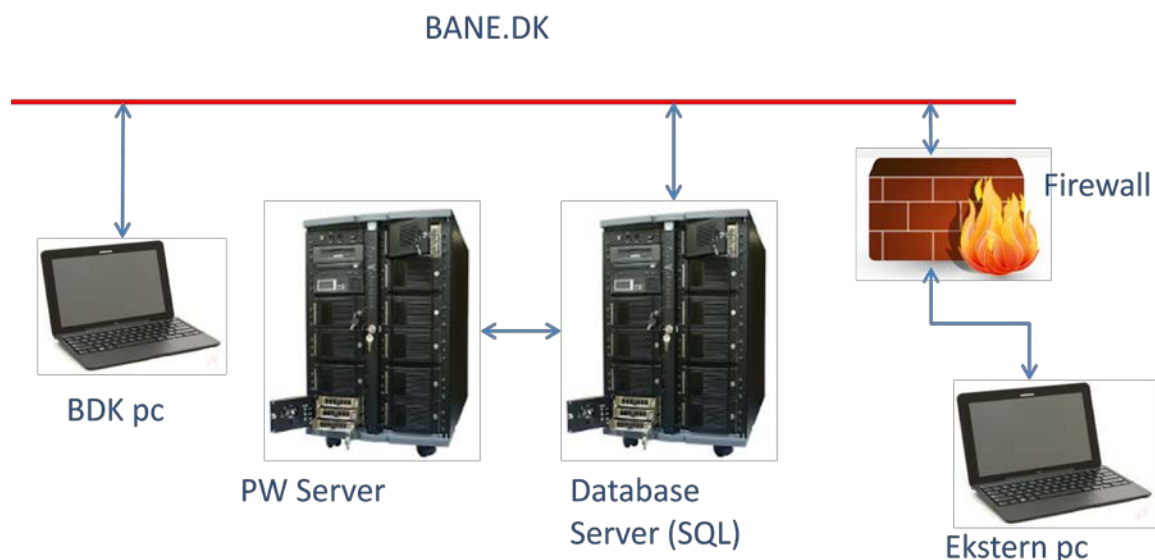 BANE.DK
Firewall
BDK pc
PW Server
Database
Server (SQL)
Ekstern pc